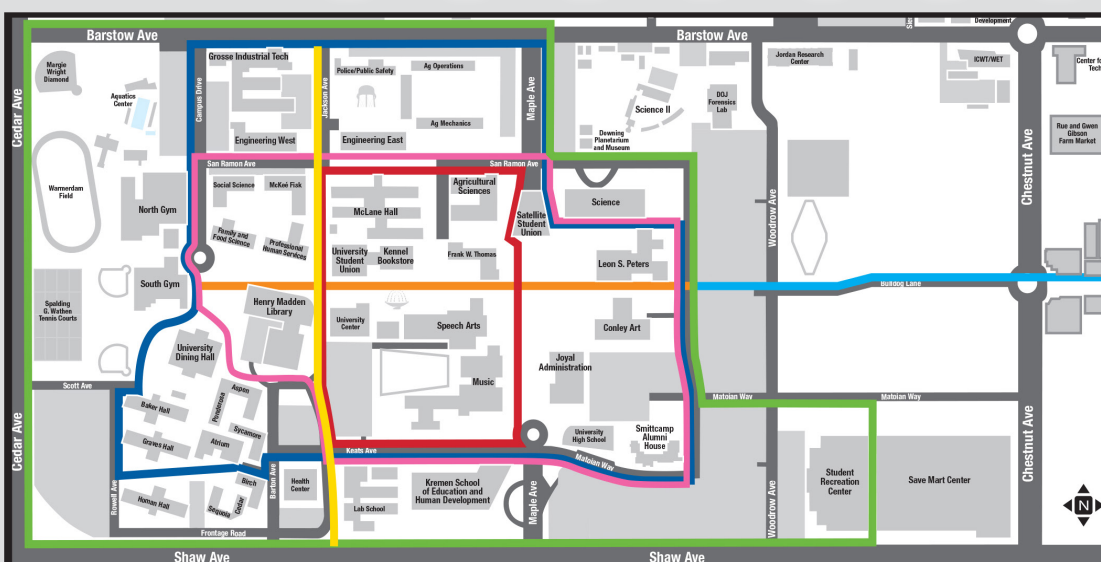 Development
Barstow Ave
Barstow Ave
Margie
Wright
Diamond
Grosse Industrial Tech
Police/Public Safety
Ag Operations
Jordan Research
Center
ICWT/WET
Center fo
Tech
Aquatics
Center
Campus Drive
Jackson Ave
Maple Ave
Science II
DOJ
Forensics
Lab
Cedar Ave
Ag Mechanics
Engineering West
Engineering East
Downing
Planetarium
and Museum
Rue and Gwen
Gibson
Farm Market
San Ramon Ave
San Ramon Ave
Chestnut Ave
Warmerdam
Field
Social Science
McKee Fisk
Agricultural
Sciences
Science
Woodrow Ave
North Gym
McLane Hall
Satellite
Student
Union
Family and
Food Science
Professional
Human Services
University
Student
Union
Kennel
Bookstore
Frank W. Thomas
Leon S. Peters
South Gym
Bulldog Lane
Spalding
G. Wathen
Tennis Courts
Henry Madden
Library
University
Center
Speech Arts
Conley Art
University
Dining Hall
Joyal
Administration
Music
Scott Ave
Aspen
Ponderosa
Matoian Way
Matoian Way
Baker Hall
Sycamore
Graves Hall
Atrium
University
High School
Smittcamp
Alumni
House
Cedar Ave
Keats Ave
Matoian Way
Chestnut Ave
Rowell Ave
Barton Ave
Birch
Health
Center
Homan Hall
Sequoia
Cedar
Lab School
Kremen School
of Education and
Human Development
Maple Ave
Woodrow Ave
Student
Recreation
Center
Save Mart Center
N
Frontage Road
Shaw Ave
Shaw Ave